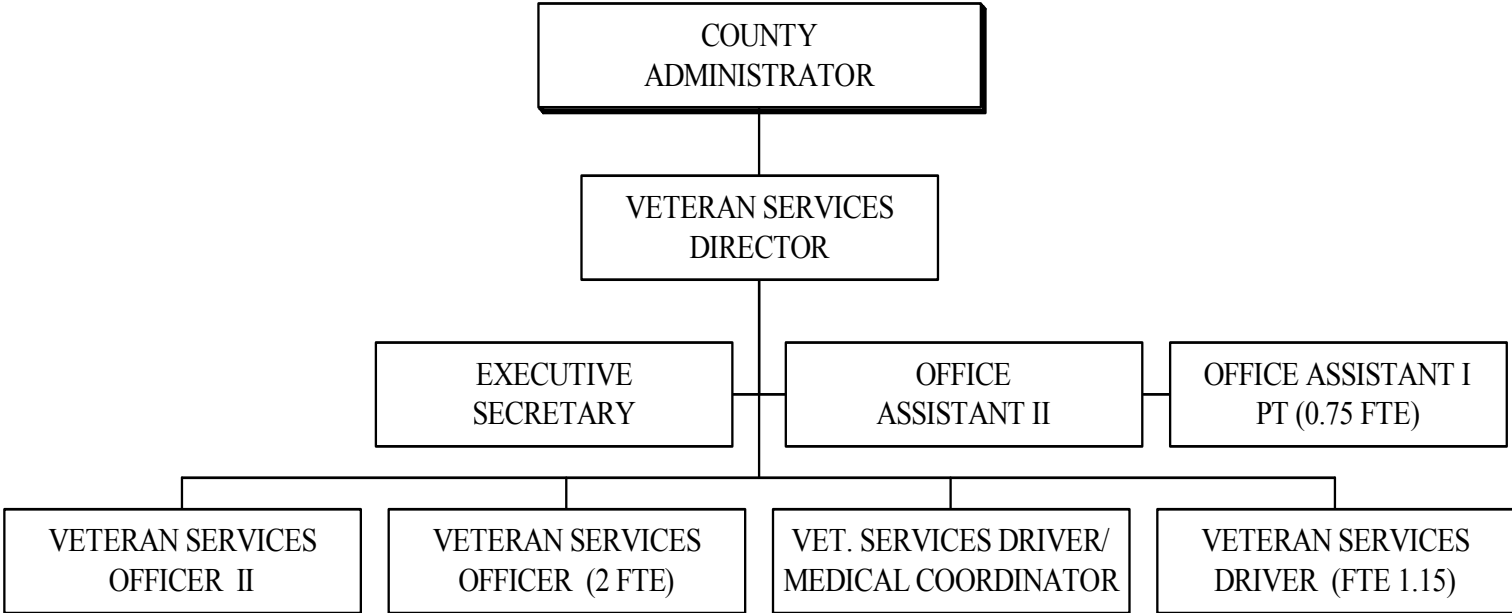 COUNTY
ADMINISTRATOR
VETERAN SERVICES
DIRECTOR
EXECUTIVE
SECRETARY
OFFICE
ASSISTANT II
OFFICE ASSISTANT I
PT (0.75 FTE)
VETERAN SERVICES
OFFICER II
VETERAN SERVICES
OFFICER (2 FTE)
VET. SERVICES DRIVER/
MEDICAL COORDINATOR
VETERAN SERVICES
DRIVER (FTE 1.15)